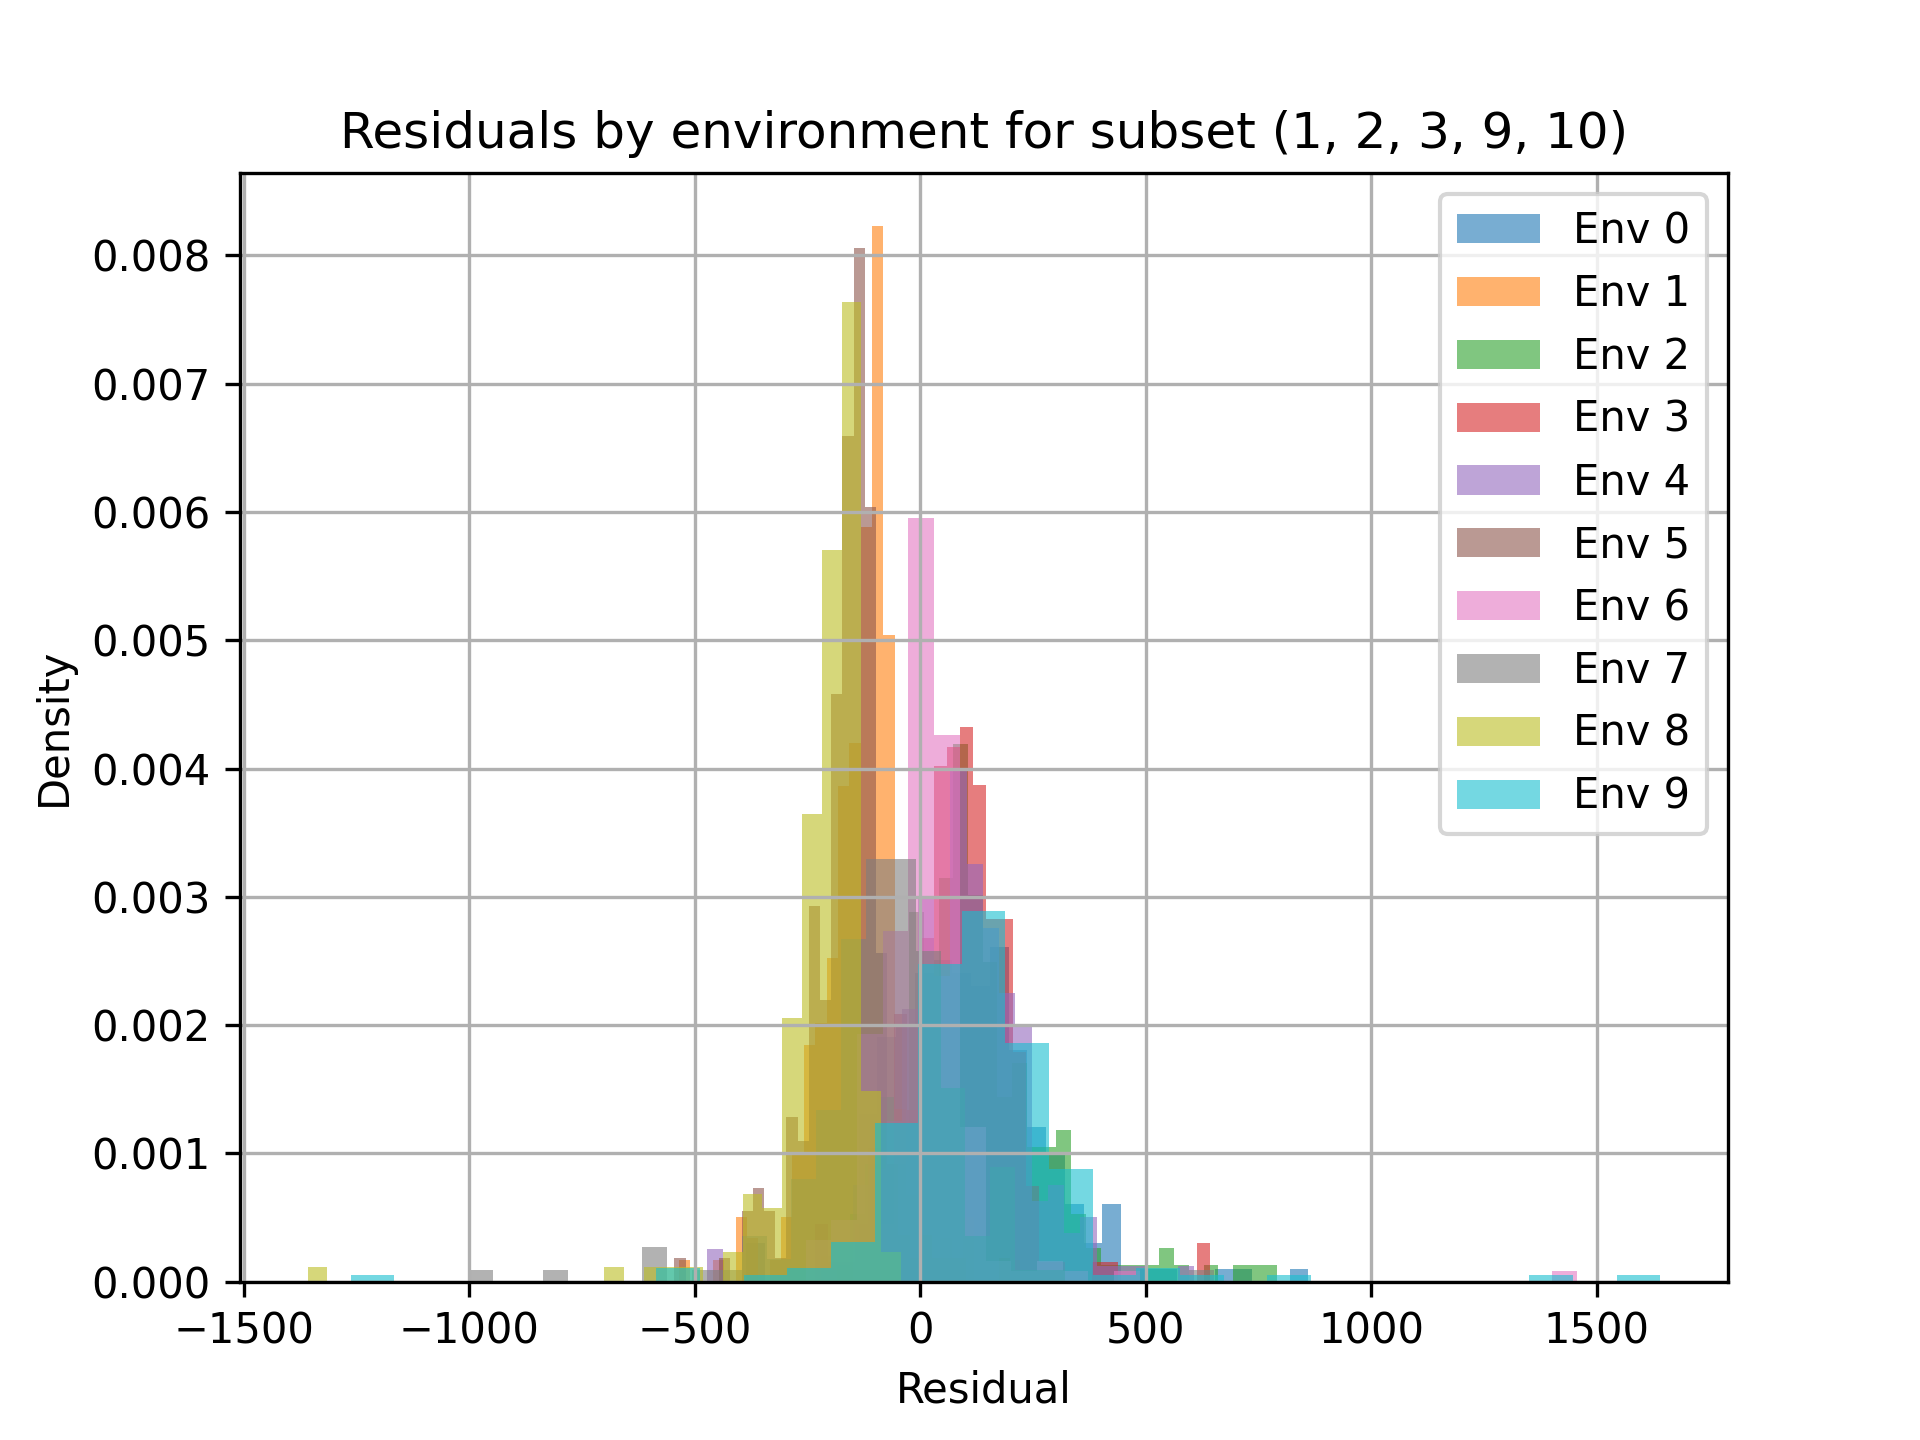 Residuals by environment for subset (1, 2, 3, 9, 10)
Env 0
Env 1
Env 2
Env 3
Env 4
Env 5
Env 6
Env 7
Env 8
Env 9
Density
0.008
0.007
0.006
0.005
0.004
0.003
0.002
0.001
0.000
−1500 −1000 −500 0 500 1000 1500
Residual